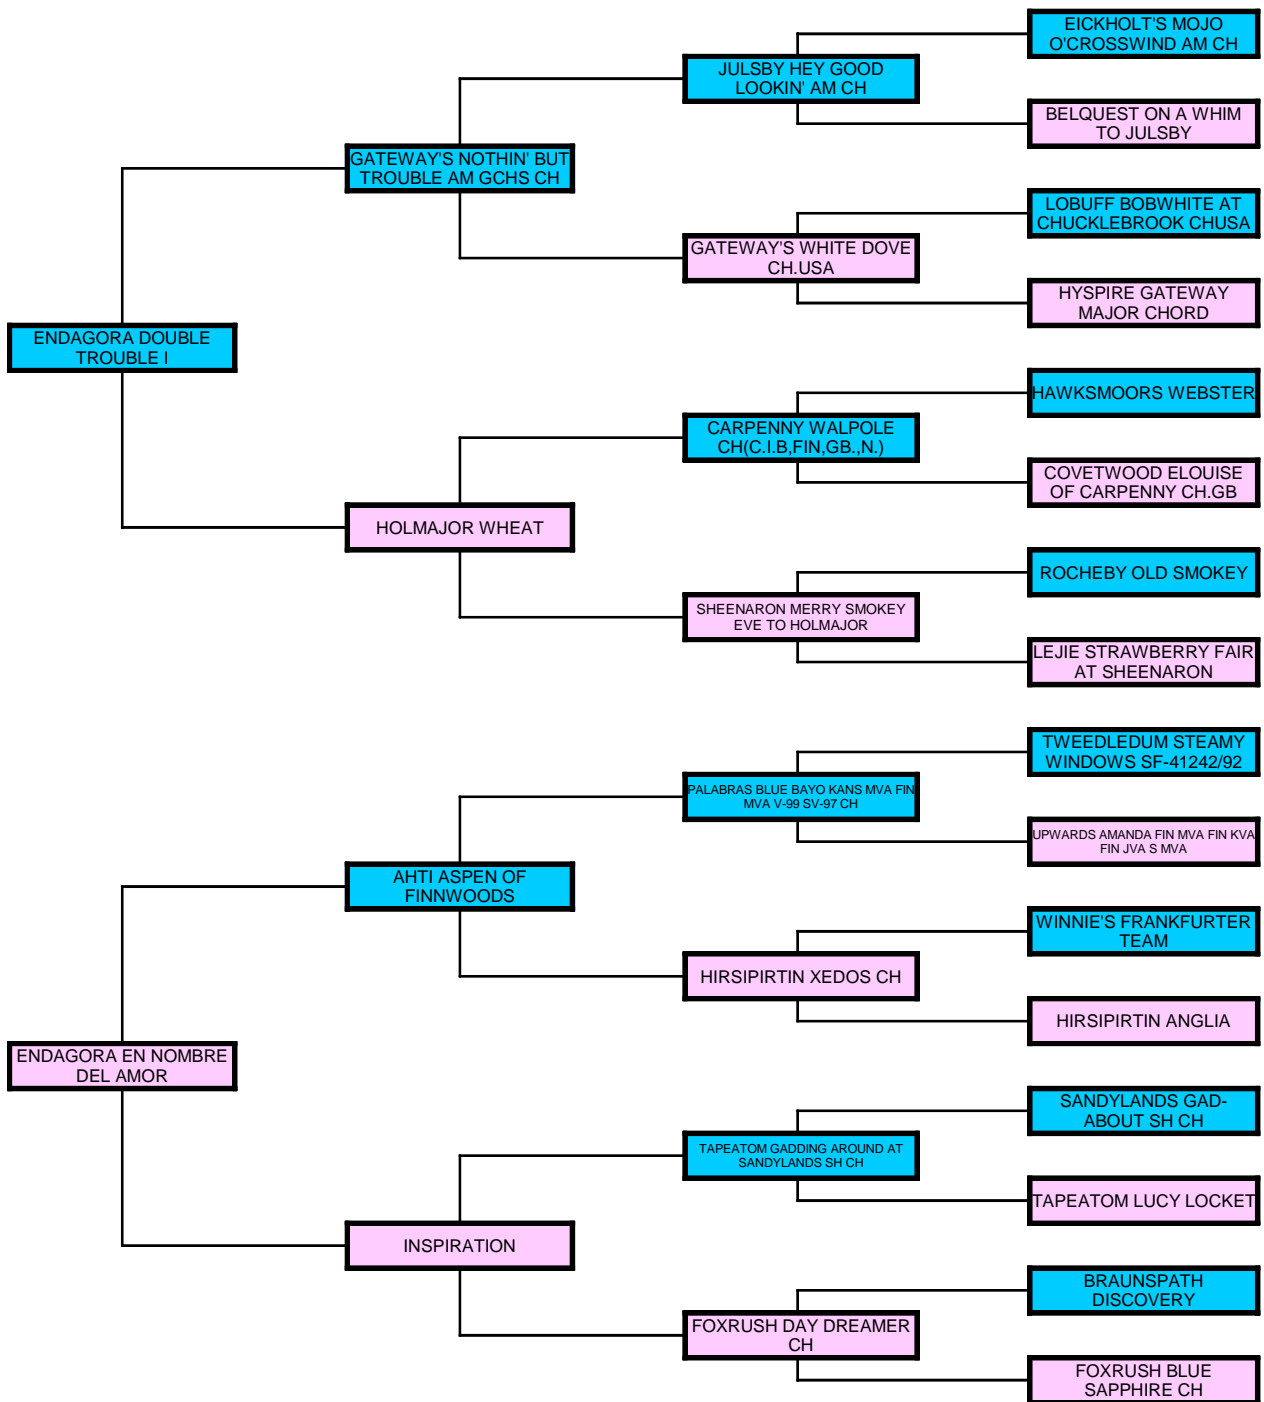 EICKHOLT'S MOJO
O'CROSSWIND AM CH
JULSBY HEY GOOD
LOOKIN' AM CH
BELQUEST ON A WHIM
TO JULSBY
GATEWAY'S NOTHIN' BUT
TROUBLE AM GCHS CH
LOBUFF BOBWHITE AT
CHUCKLEBROOK CHUSA
GATEWAY'S WHITE DOVE
CH.USA
HYSPIRE GATEWAY
MAJOR CHORD
ENDAGORA DOUBLE
TROUBLE I
HAWKSMOORS WEBSTER
CARPENNY WALPOLE
CH(C.I.B,FIN,GB.,N.)
COVETWOOD ELOUISE
OF CARPENNY CH.GB
HOLMAJOR WHEAT
ROCHEBY OLD SMOKEY
SHEENARON MERRY SMOKEY
EVE TO HOLMAJOR
LEJIE STRAWBERRY FAIR
AT SHEENARON
TWEEDLEDUM STEAMY
WINDOWS SF-41242/92
PALABRAS BLUE BAYO KANS MVA FIN
MVA V-99 SV-97 CH
UPWARDS AMANDA FIN MVA FIN KVA
FIN JVA S MVA
AHTI ASPEN OF
FINNWOODS
WINNIE'S FRANKFURTER
TEAM
HIRSIPIRTIN XEDOS CH
HIRSIPIRTIN ANGLIA
ENDAGORA EN NOMBRE
DEL AMOR
SANDYLANDS GAD-
ABOUT SH CH
TAPEATOM GADDING AROUND AT
SANDYLANDS SH CH
TAPEATOM LUCY LOCKET
INSPIRATION
BRAUNSPATH
DISCOVERY
FOXRUSH DAY DREAMER
CH
FOXRUSH BLUE
SAPPHIRE CH